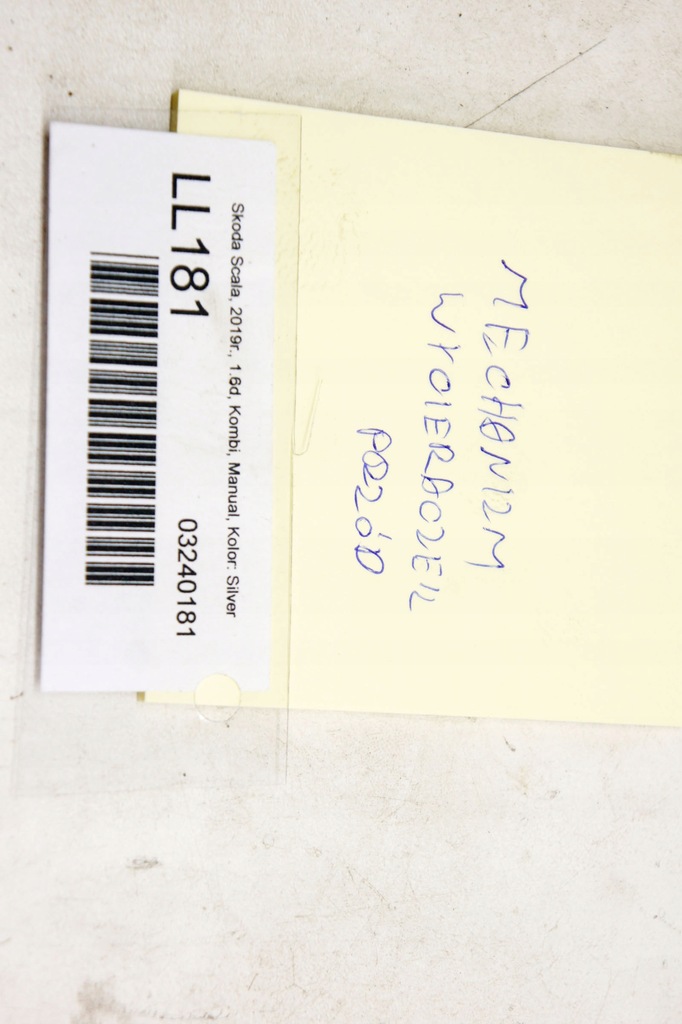 Skoda Scala, 2019r., 1.6d, Kombi, Manual, Kolor: Silver
LL181 03240181
MECHANIZM
WYCIERACZEK
PRZÓD